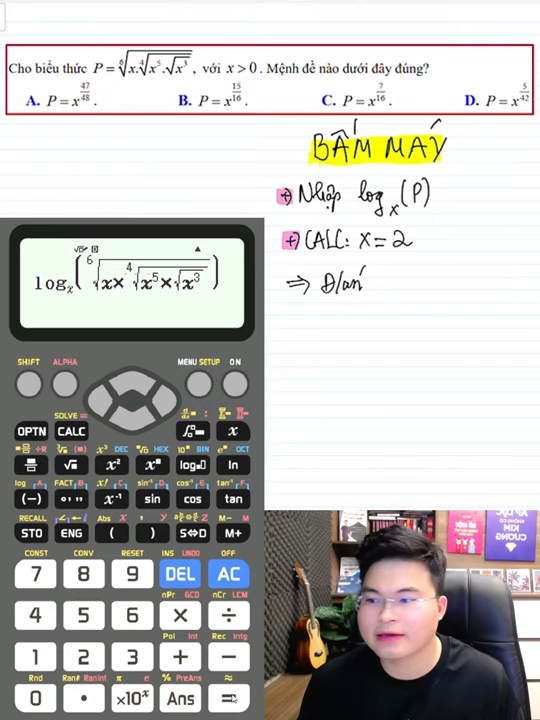 Cho biểu thức P = ⁶√(x.⁴√(x⁵.√(x³))), với x > 0. Mệnh đề nào dưới đây đúng?
A. P = x^(47/48). B. P = x^(15/16). C. P = x^(7/16). D. P = x^(5/42)
BẤM MÁY
+) Nhập log_x(P)
+) CALC: X = 2
⇒ Đ/án
log_x(⁶√(x×⁴√(x⁵×√(x³))))
SHIFT ALPHA MENU SETUP ON
SOLVE =
OPTN CALC x
x³ DEC HEX 10■ BIN e■ OCT
√■ x² x■ log■□ ln
log A FACT B x! C sin⁻¹ D cos⁻¹ E tan⁻¹ F
(−) x⁻¹ sin cos tan
RECALL Abs x , y M− M
STO ENG ( ) S⇔D M+
CONST CONV RESET INS UNDO OFF
7 8 9 DEL AC
nPr GCD nCr LCM
4 5 6 × ÷
Pol Int Rec Intg
1 2 3 + −
Rnd Ran# RanInt π e % PreAns ≈
0 • ×10ˣ Ans =